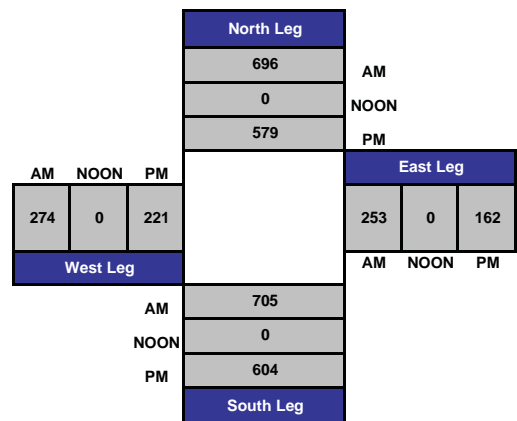 North Leg
696 AM
0 NOON
579 PM
AM NOON PM
East Leg
274 0 221
253 0 162
West Leg
AM NOON PM
AM 705
NOON 0
PM 604
South Leg